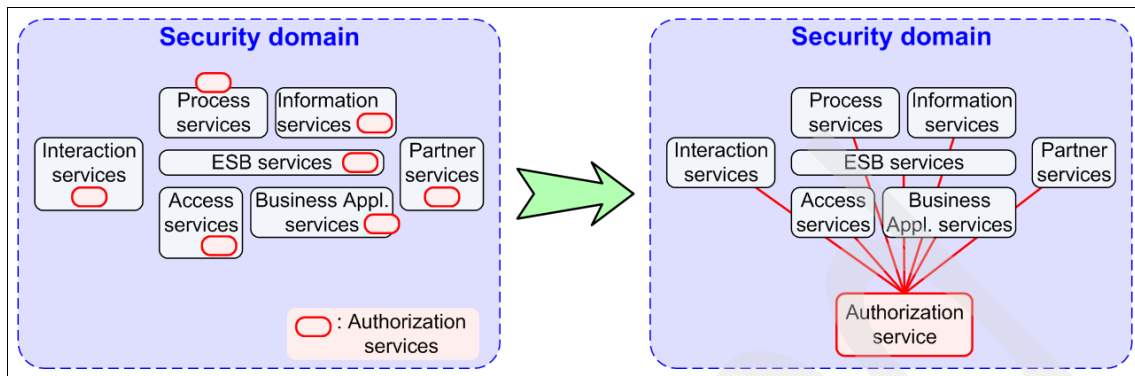 Security domain
Process
services
Information
services
Interaction
services
ESB services
Partner
services
Access
services
Business Appl.
services
: Authorization
services
Security domain
Process
services
Information
services
Interaction
services
ESB services
Partner
services
Access
services
Business
Appl. services
Authorization
service